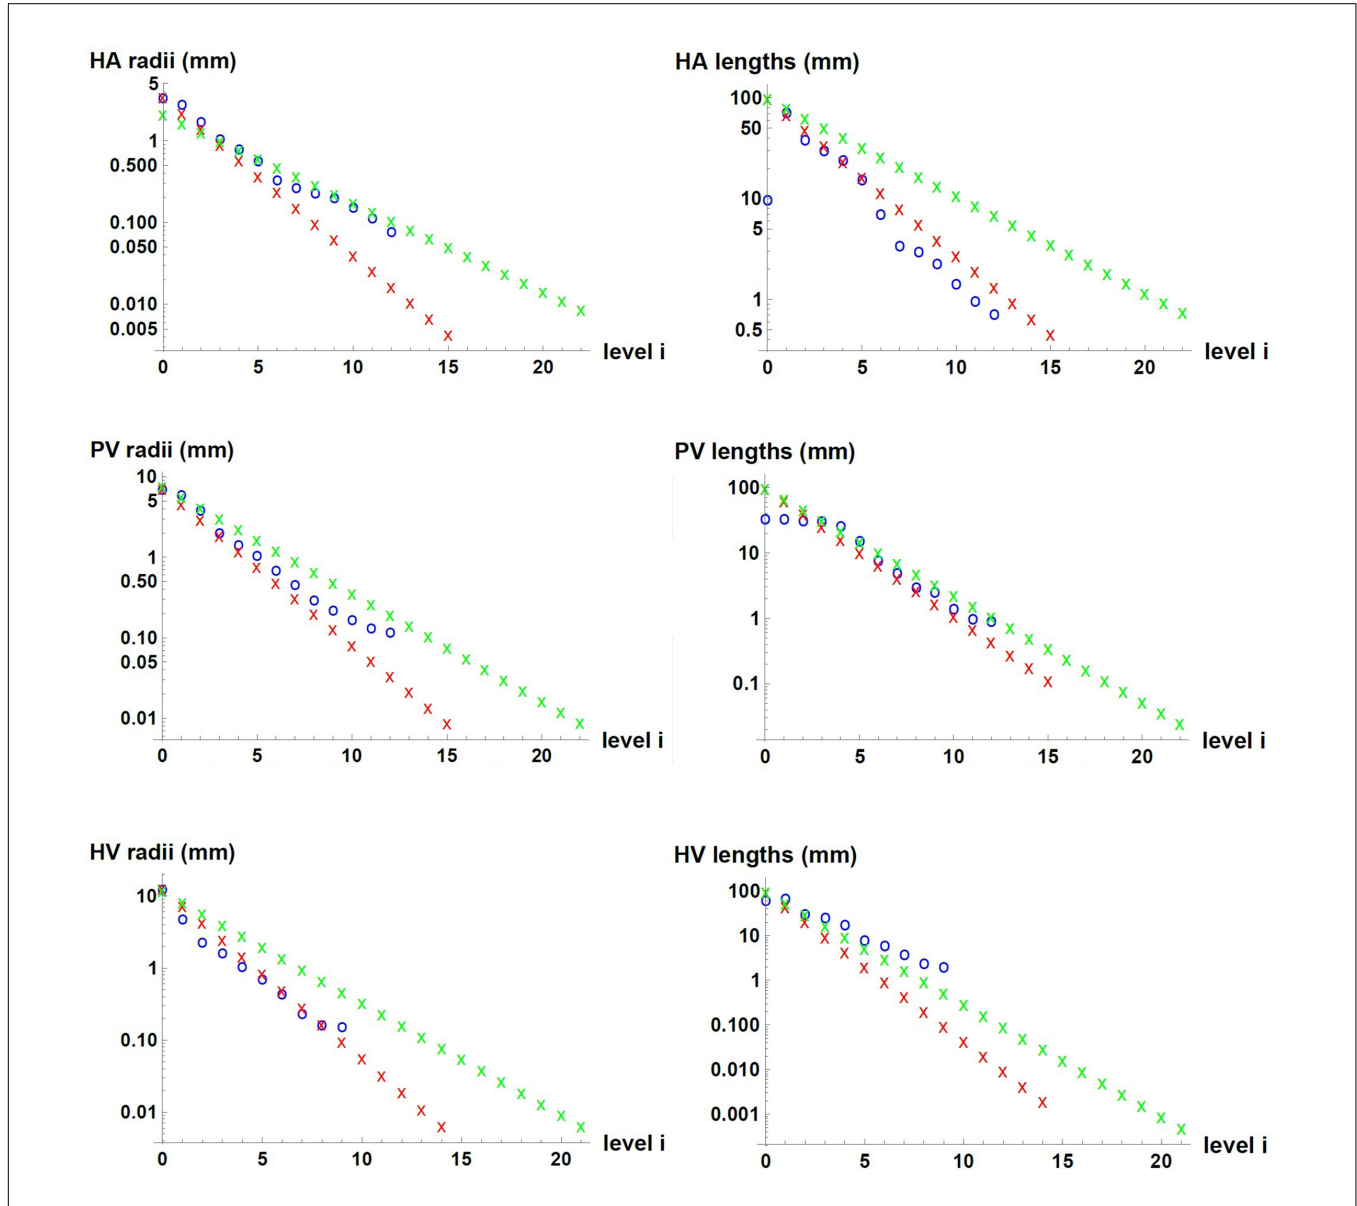 HA radii (mm)
5
1
0.500
0.100
0.050
0.010
0.005
0 5 10 15 20
level i
HA lengths (mm)
100
50
10
5
1
0.5
0 5 10 15 20
level i
PV radii (mm)
10
5
1
0.50
0.10
0.05
0.01
0 5 10 15 20
level i
PV lengths (mm)
100
10
1
0.1
0 5 10 15 20
level i
HV radii (mm)
10
1
0.10
0.01
0 5 10 15 20
level i
HV lengths (mm)
100
10
1
0.100
0.010
0.001
0 5 10 15 20
level i